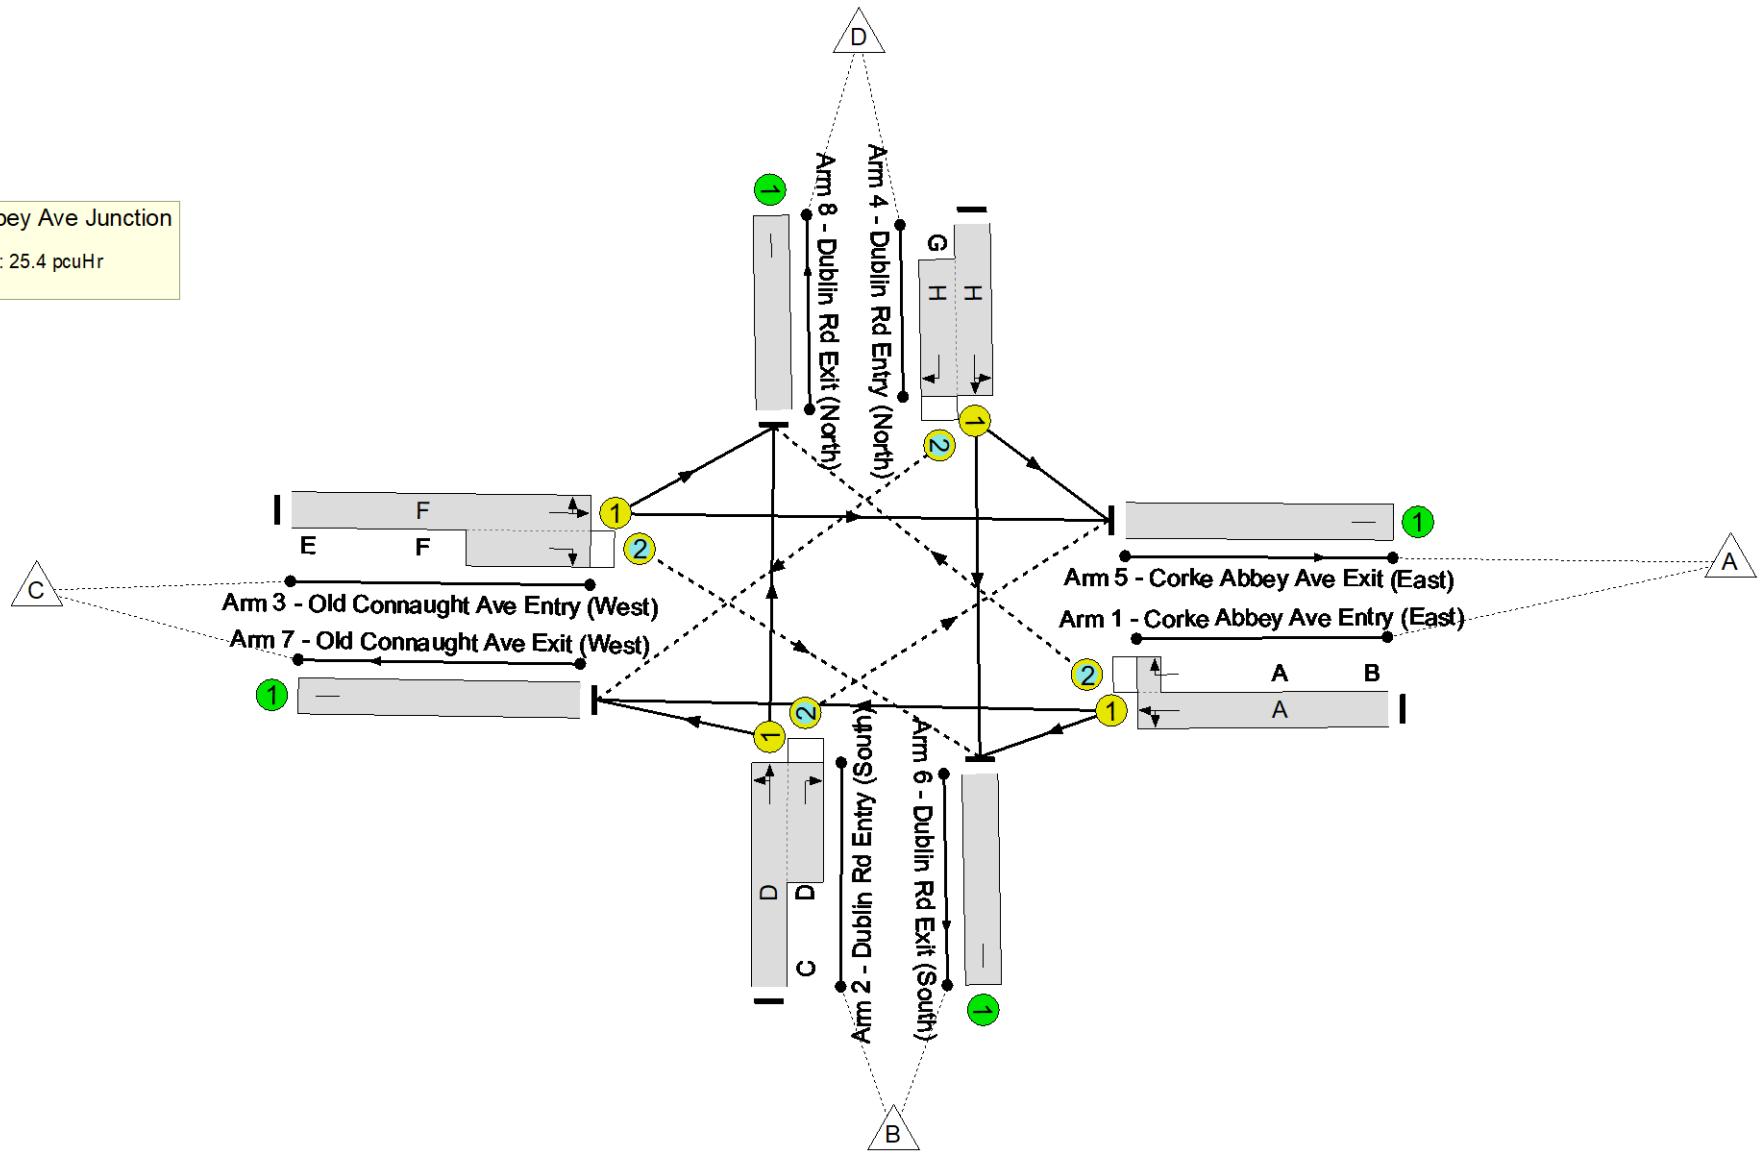 D
bey Ave Junction
: 25.4 pcuHr
1
Arm 8 - Dublin Rd Exit (North)
Arm 4 - Dublin Rd Entry (North)
G
H
H
1
2
F
1
E
F
2
1
Arm 5 - Corke Abbey Ave Exit (East)
A
C
Arm 3 - Old Connaught Ave Entry (West)
Arm 1 - Corke Abbey Ave Entry (East)
Arm 7 - Old Connaught Ave Exit (West)
2
A
B
1
2
1
1
A
D
D
C
Arm 2 - Dublin Rd Entry (South)
Arm 6 - Dublin Rd Exit (South)
1
B